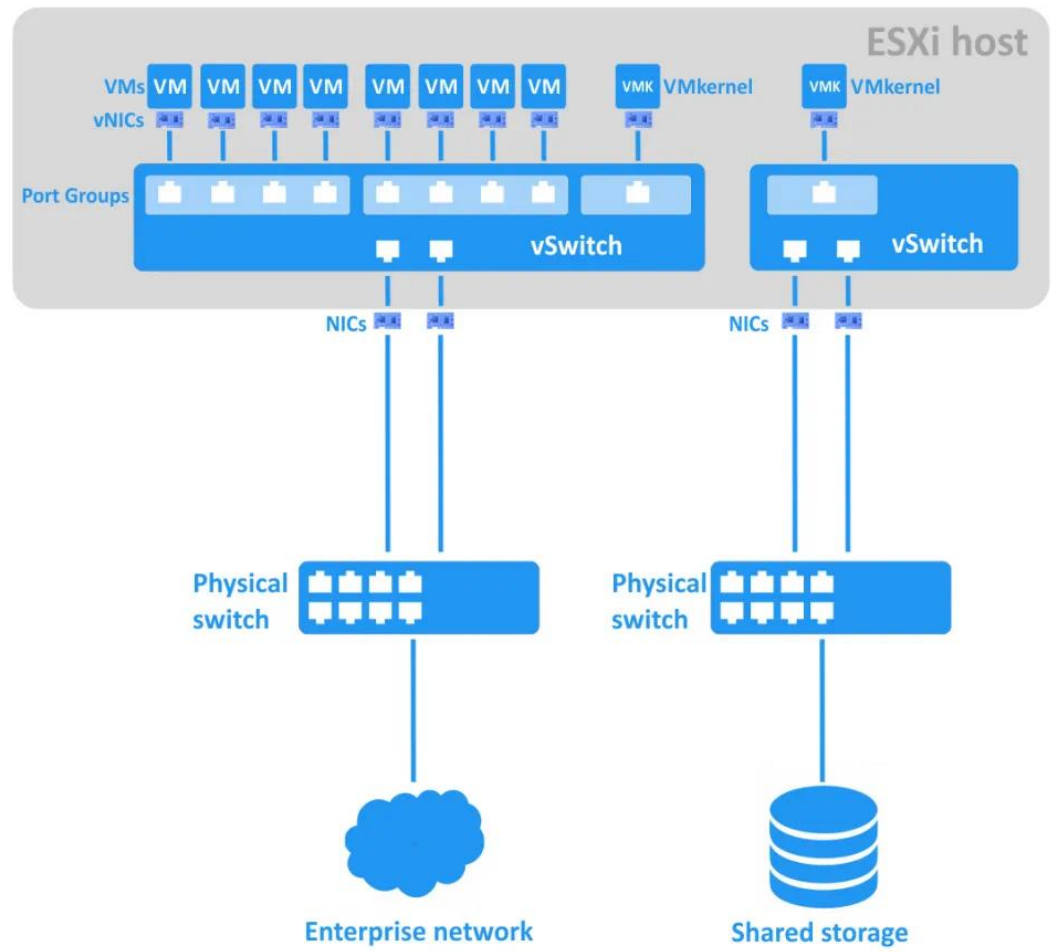 ESXi host
VMs VM VM VM VM VM VM VM VM VMK VMkernel VMK VMkernel
vNICs
Port Groups
vSwitch vSwitch
NICs NICs
Physical switch
Physical switch
Enterprise network Shared storage